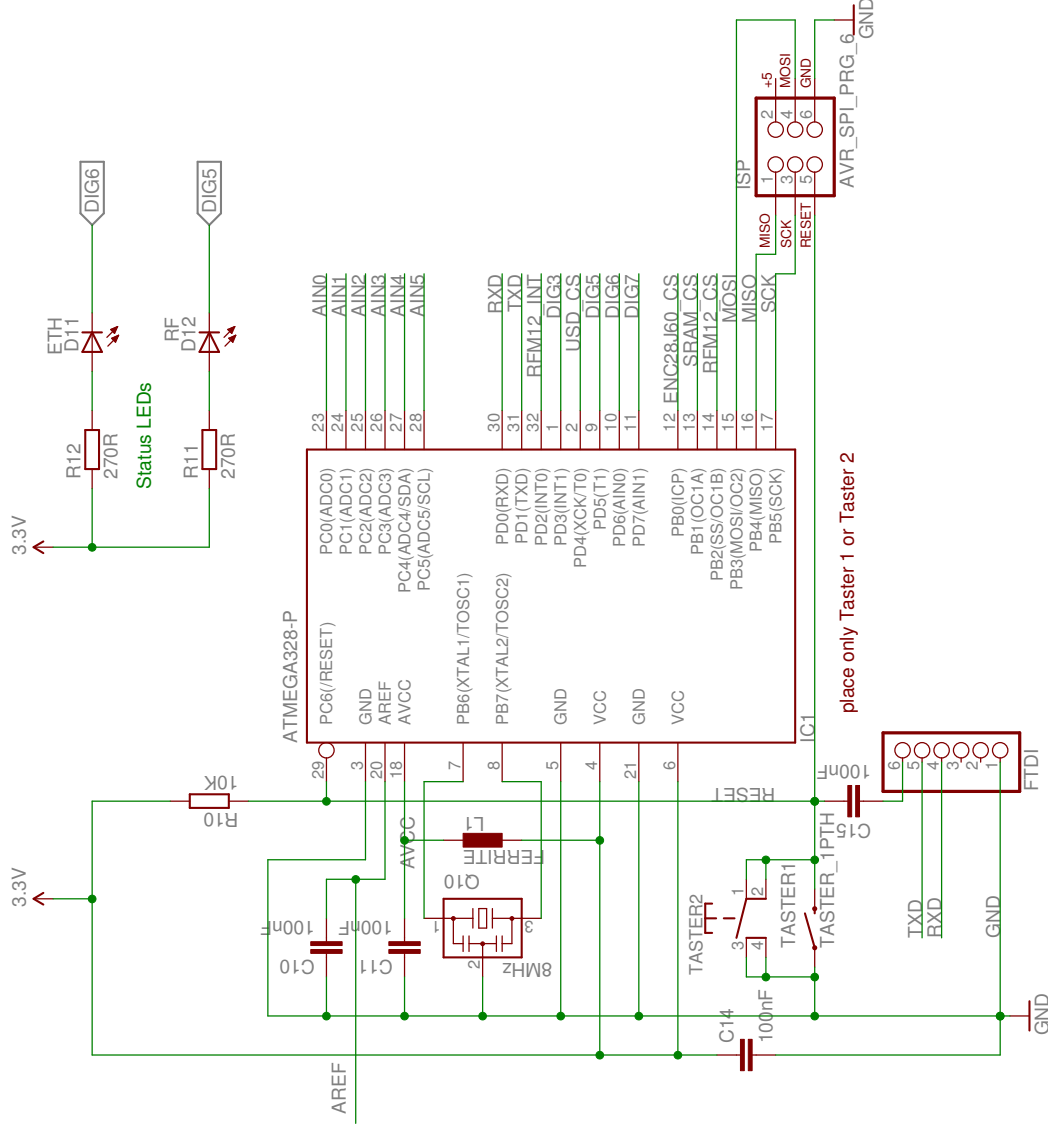 3.3V
R12
270R
ETH
D11
DIG6
Status LEDs
R11
270R
RF
D12
DIG5
ATMEGA328-P
IC1
PC6(/RESET)
GND
AREF
AVCC
PB6(XTAL1/TOSC1)
PB7(XTAL2/TOSC2)
GND
VCC
GND
VCC
29
3
20
18
7
8
5
4
21
6
PC0(ADC0)
PC1(ADC1)
PC2(ADC2)
PC3(ADC3)
PC4(ADC4/SDA)
PC5(ADC5/SCL)
PD0(RXD)
PD1(TXD)
PD2(INT0)
PD3(INT1)
PD4(XCK/T0)
PD5(T1)
PD6(AIN0)
PD7(AIN1)
PB0(ICP)
PB1(OC1A)
PB2(SS/OC1B)
PB3(MOSI/OC2)
PB4(MISO)
PB5(SCK)
23
24
25
26
27
28
30
31
32
1
2
9
10
11
12
13
14
15
16
17
AIN0
AIN1
AIN2
AIN3
AIN4
AIN5
RXD
TXD
RFM12_INT
DIG3
USD_CS
DIG5
DIG6
DIG7
ENC28J60_CS
SRAM_CS
RFM12_CS
MOSI
MISO
SCK
ISP
AVR_SPI_PRG_6
MISO
SCK
RESET
1
3
5
2
4
6
+5
MOSI
GND
GND
3.3V
R10
10K
RESET
AVCC
L1
FERRITE
C10
100nF
C11
100nF
Q10
8MHz
1
2
3
AREF
TASTER2
1
2
3
4
TASTER1
TASTER_1PTH
C14
100nF
C15
100nF
place only Taster 1 or Taster 2
FTDI
6
5
4
3
2
1
TXD
RXD
GND
GND